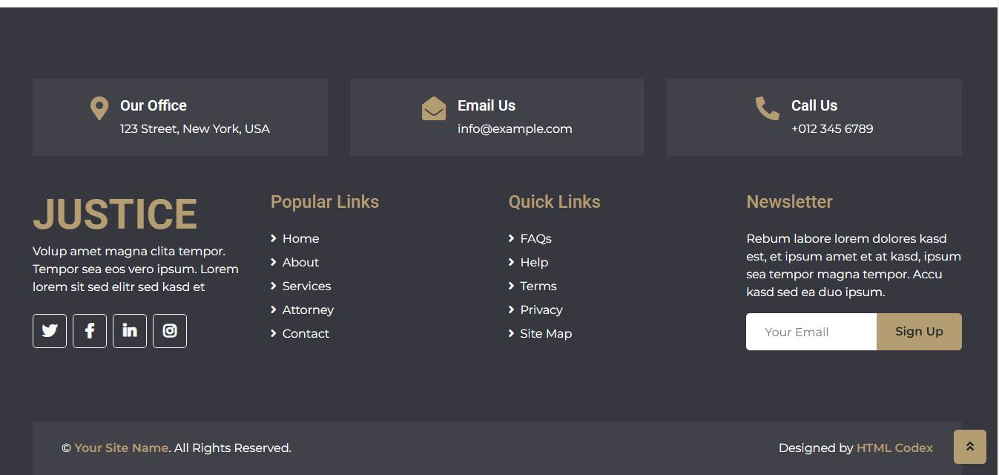 Our Office
123 Street, New York, USA
Email Us
info@example.com
Call Us
+012 345 6789
JUSTICE
Volup amet magna clita tempor.
Tempor sea eos vero ipsum. Lorem
lorem sit sed elitr sed kasd et
Popular Links
Home
About
Services
Attorney
Contact
Quick Links
FAQs
Help
Terms
Privacy
Site Map
Newsletter
Rebum labore lorem dolores kasd
est, et ipsum amet et at kasd, ipsum
sea tempor magna tempor. Accu
kasd sed ea duo ipsum.
Your Email
Sign Up
© Your Site Name. All Rights Reserved.
Designed by HTML Codex